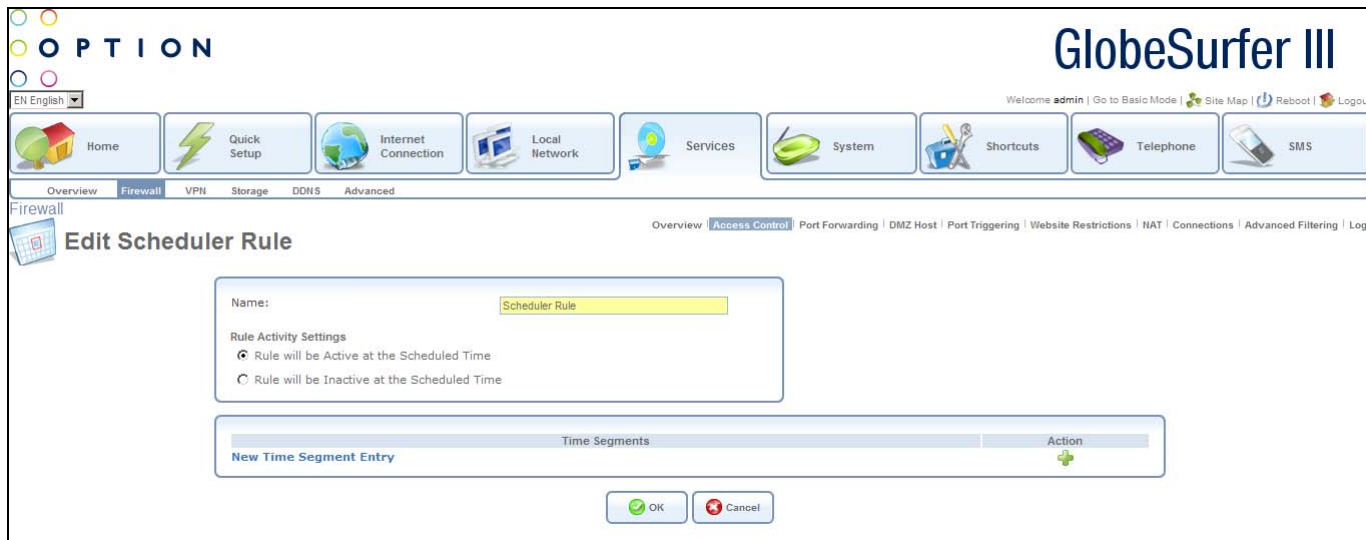 OPTION
GlobeSurfer III
EN English
Welcome admin | Go to Basic Mode | Site Map | Reboot | Logou
Home
Quick Setup
Internet Connection
Local Network
Services
System
Shortcuts
Telephone
SMS
Overview Firewall VPN Storage DDNS Advanced
Firewall
Overview | Access Control | Port Forwarding | DMZ Host | Port Triggering | Website Restrictions | NAT | Connections | Advanced Filtering | Log
Edit Scheduler Rule
Name: Scheduler Rule
Rule Activity Settings
Rule will be Active at the Scheduled Time
Rule will be Inactive at the Scheduled Time
Time Segments Action
New Time Segment Entry
OK Cancel